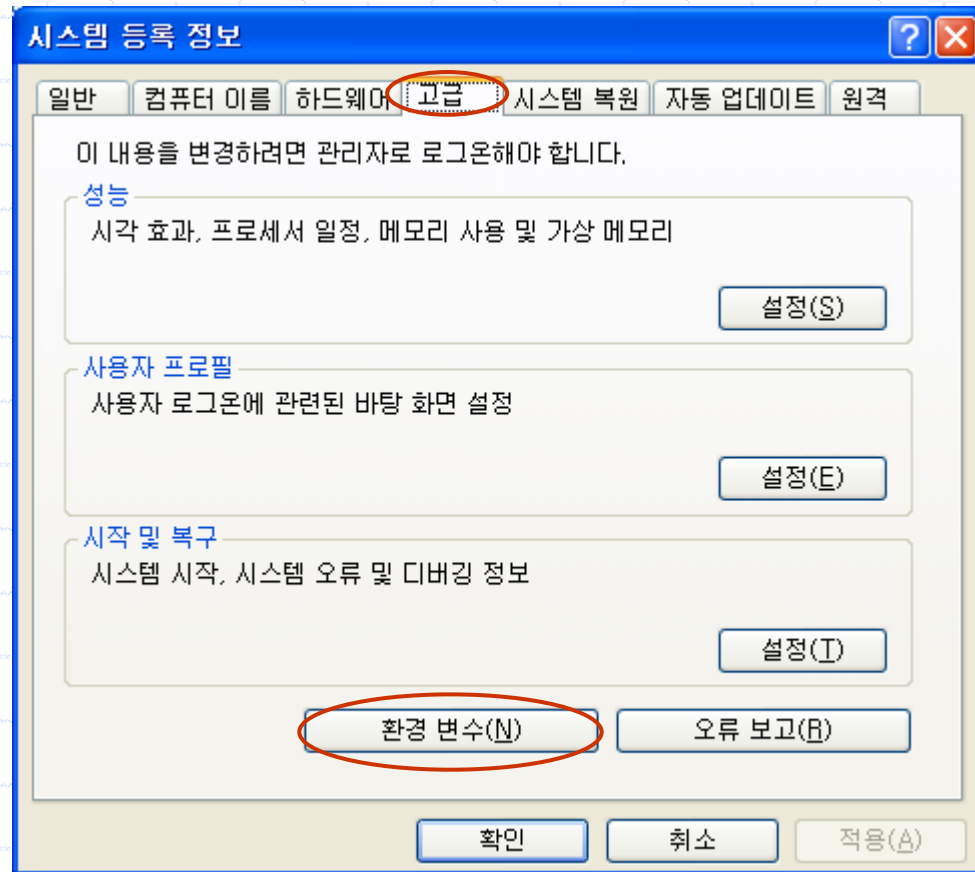 시스템 등록 정보
일반 컴퓨터 이름 하드웨어 고급 시스템 복원 자동 업데이트 원격
이 내용을 변경하려면 관리자로 로그온해야 합니다.
성능
시각 효과, 프로세서 일정, 메모리 사용 및 가상 메모리
설정(S)
사용자 프로필
사용자 로그온에 관련된 바탕 화면 설정
설정(E)
시작 및 복구
시스템 시작, 시스템 오류 및 디버깅 정보
설정(T)
환경 변수(N) 오류 보고(R)
확인 취소 적용(A)